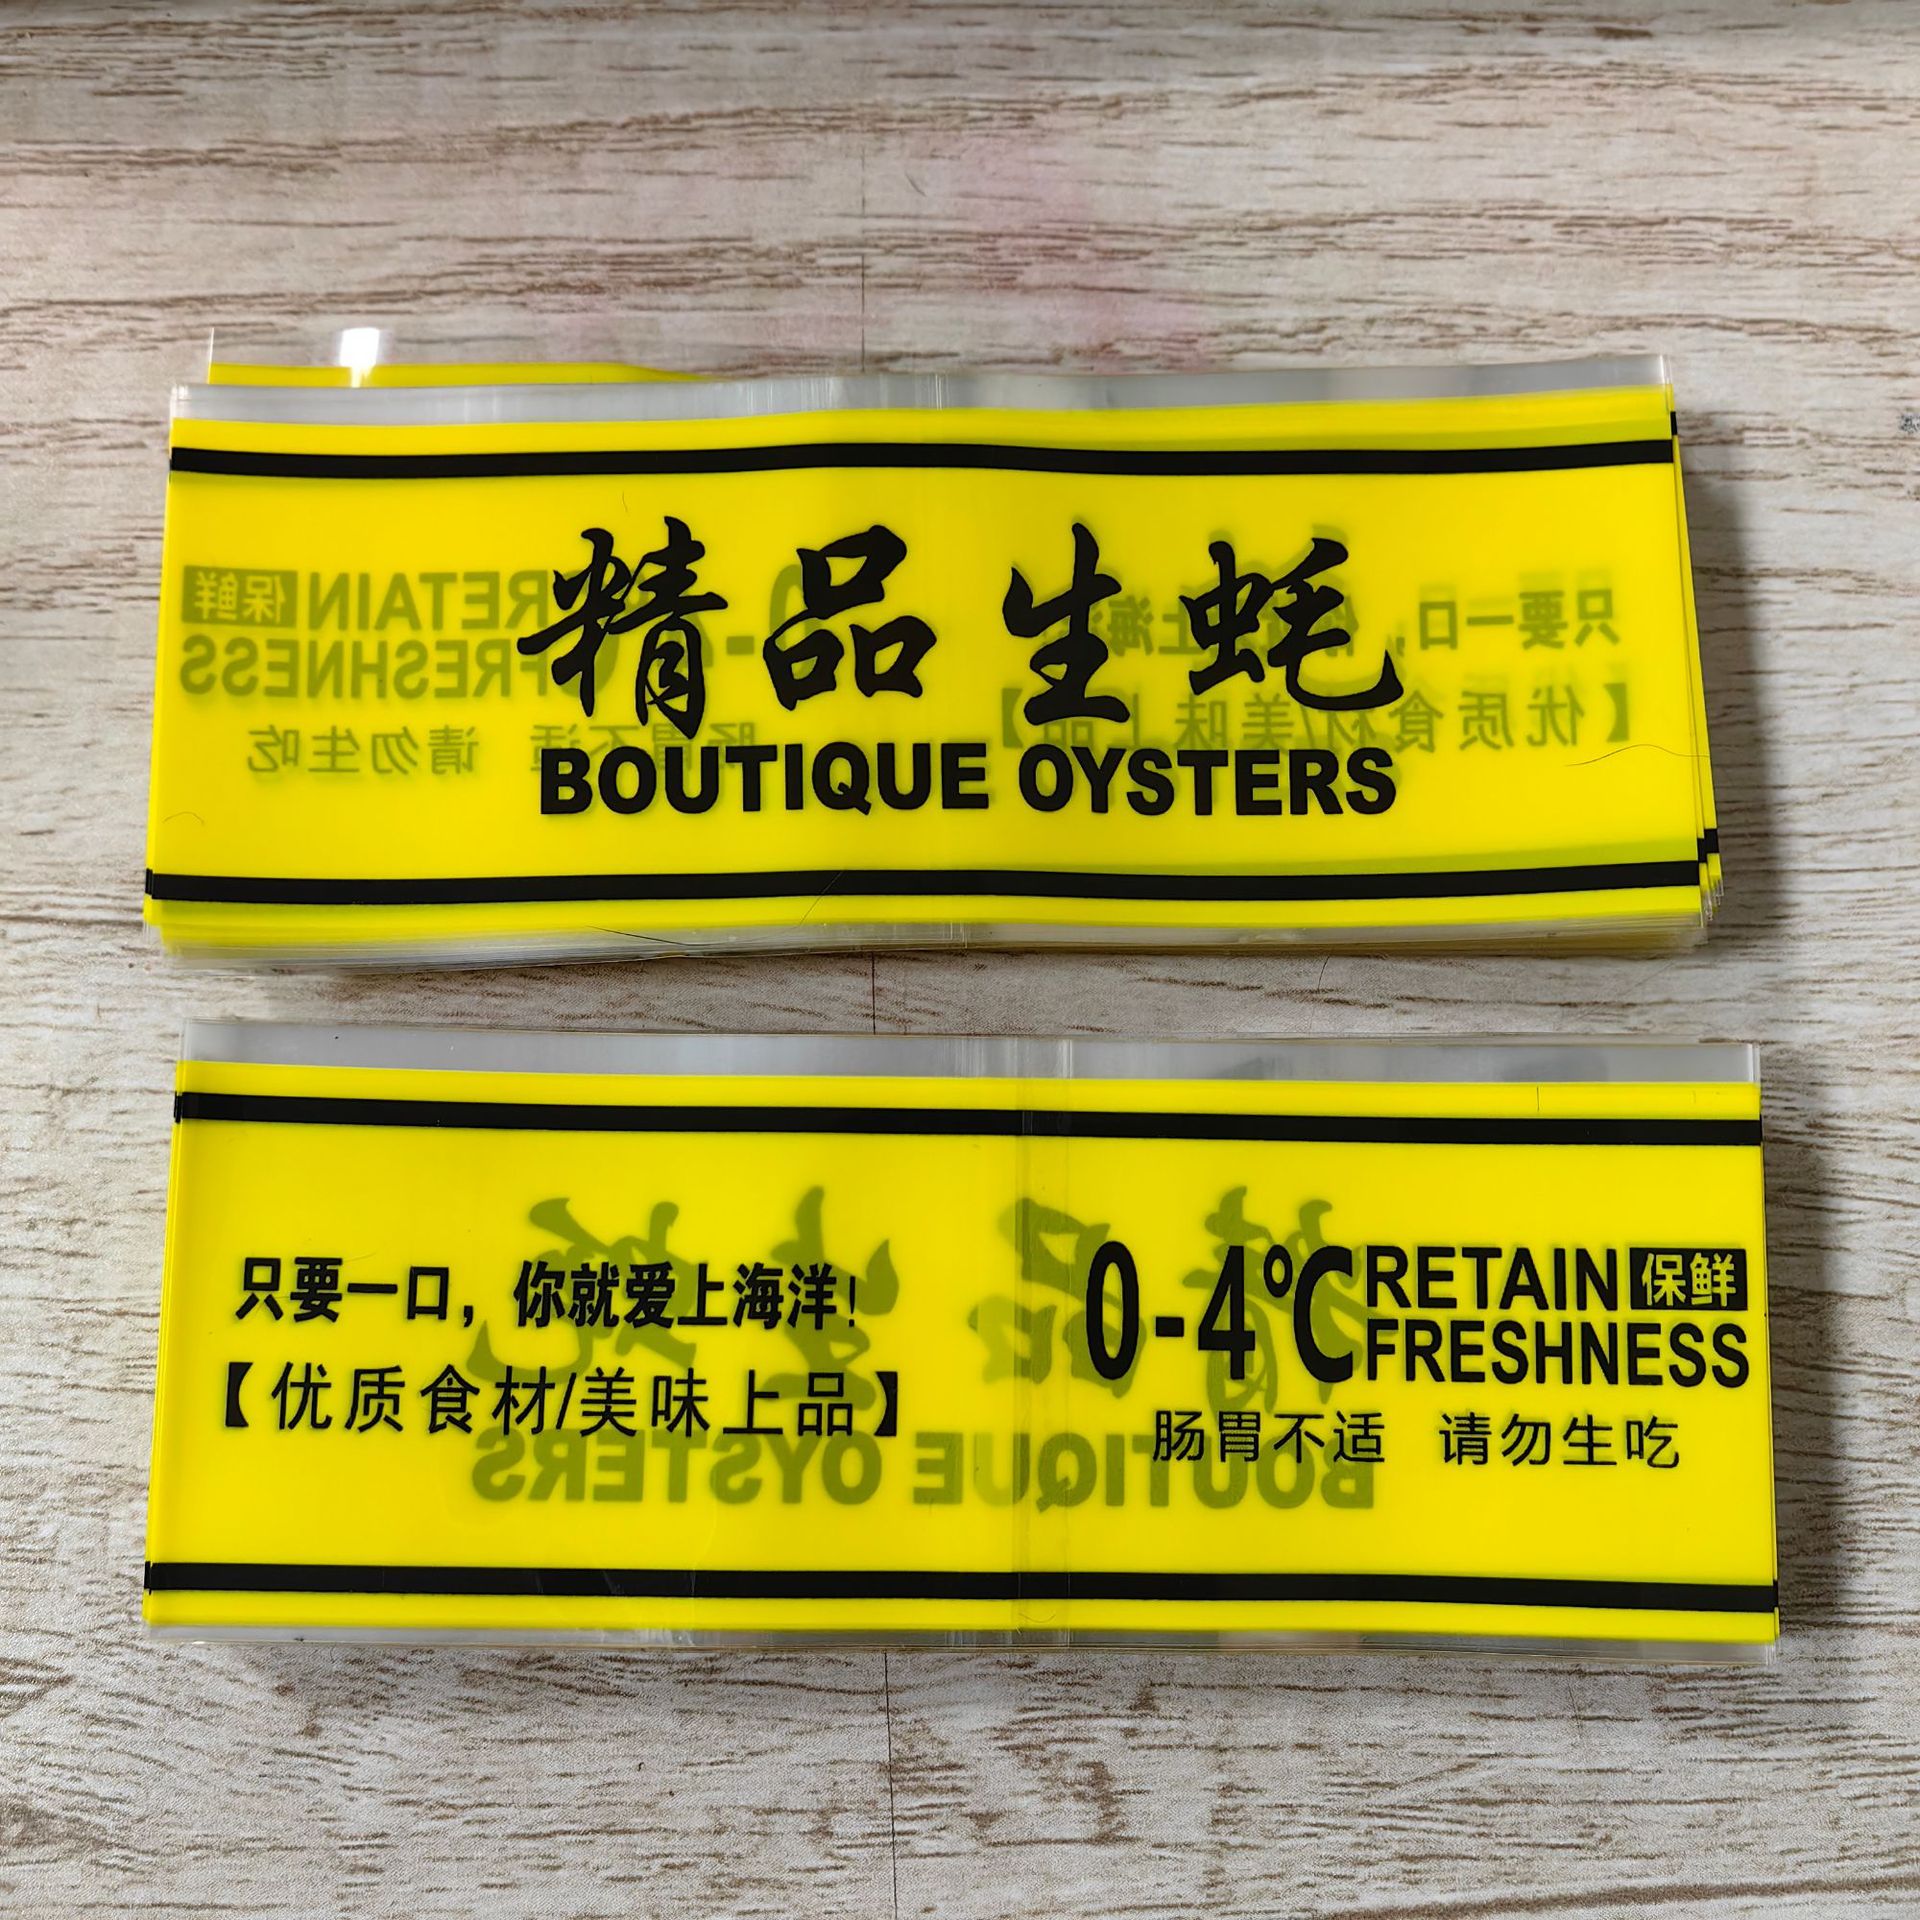 精品生蚝
BOUTIQUE OYSTERS
只要一口，你就爱上海洋！
【优质食材/美味上品】
0-4℃ RETAIN 保鲜
FRESHNESS
肠胃不适 请勿生吃